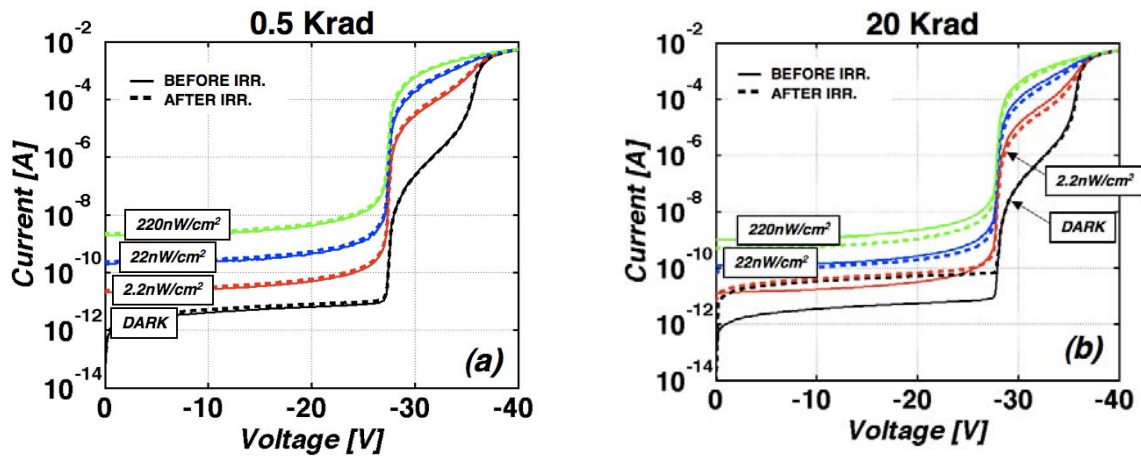 0.5 Krad
10-2
10-4
10-6
10-8
10-10
10-12
10-14
Current [A]
BEFORE IRR.
AFTER IRR.
220nW/cm2
22nW/cm2
2.2nW/cm2
DARK
(a)
0 -10 -20 -30 -40
Voltage [V]
20 Krad
10-2
10-4
10-6
10-8
10-10
10-12
10-14
Current [A]
BEFORE IRR.
AFTER IRR.
2.2nW/cm2
DARK
220nW/cm2
22nW/cm2
(b)
0 -10 -20 -30 -40
Voltage [V]